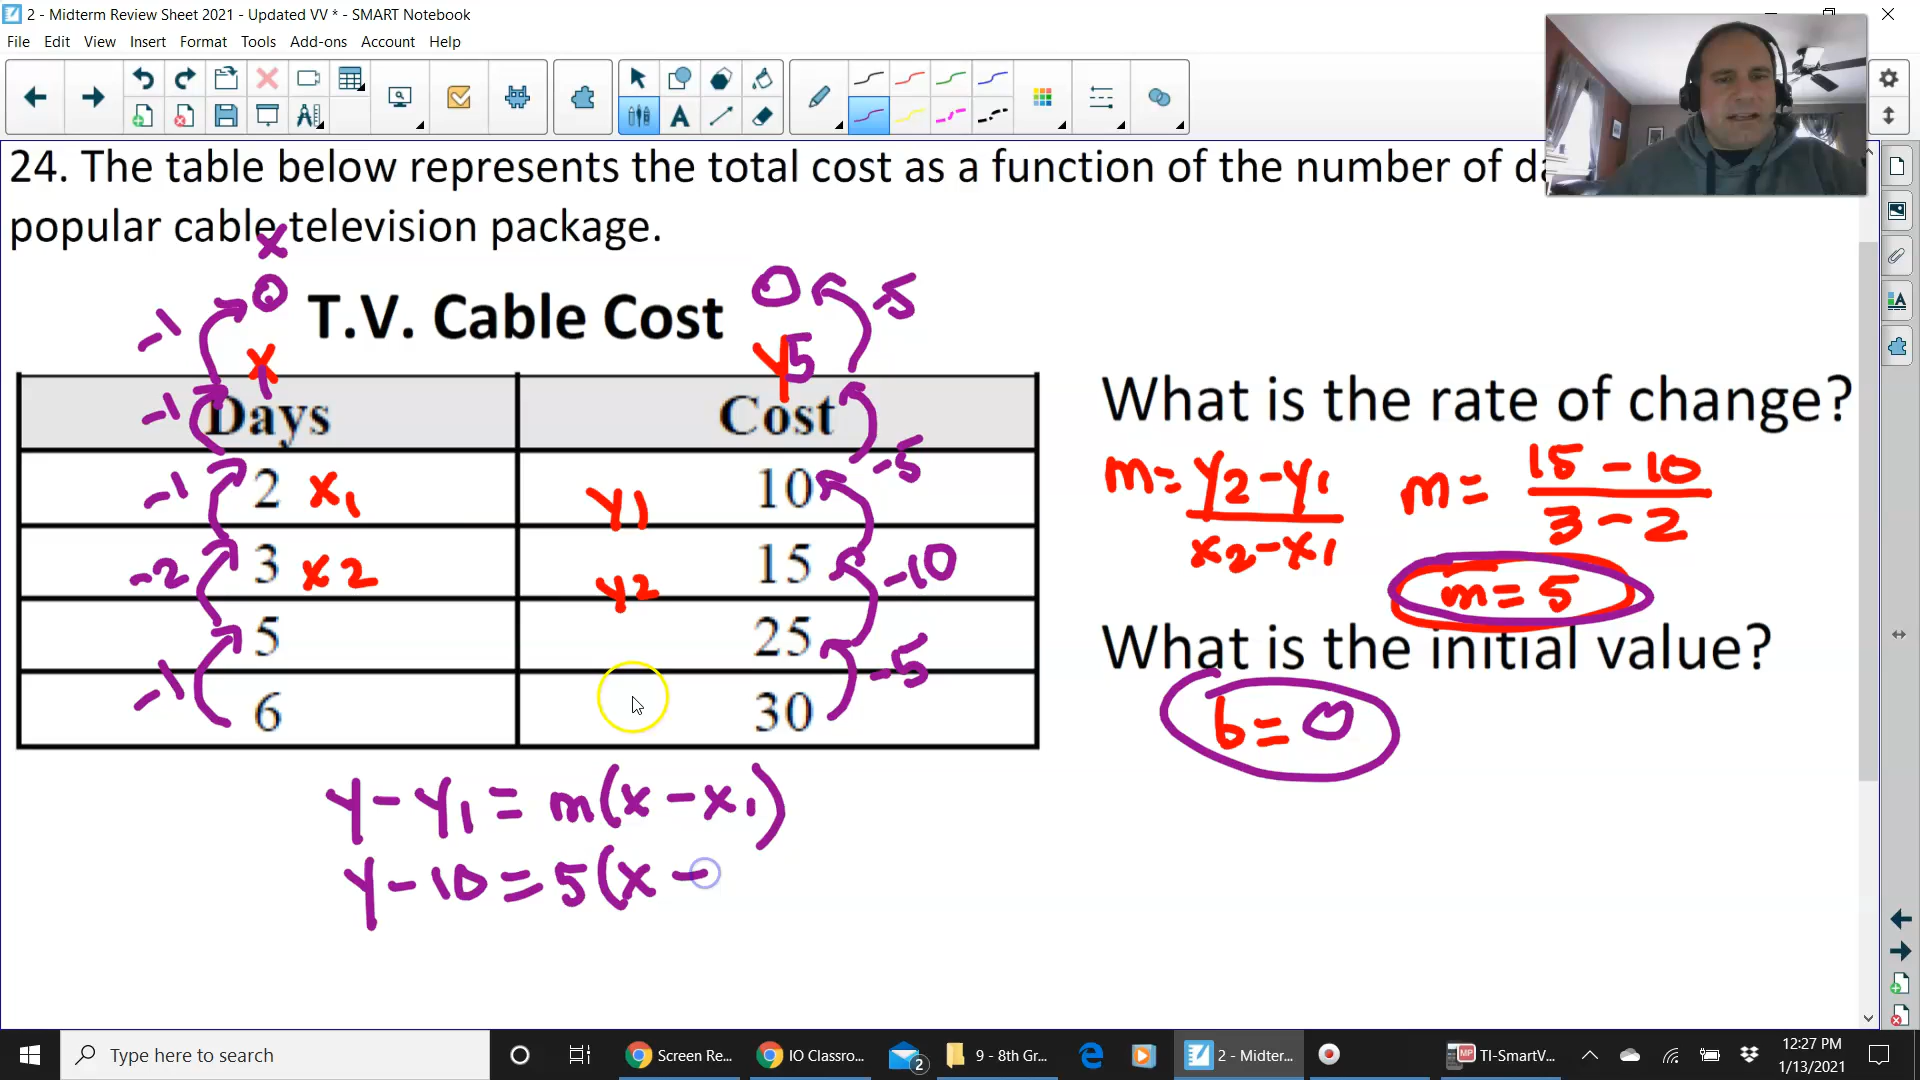 2 - Midterm Review Sheet 2021 - Updated VV * - SMART Notebook
File Edit View Insert Format Tools Add-ons Account Help
24. The table below represents the total cost as a function of the number of da
popular cable television package.
x
0 0 -5
-1
T.V. Cable Cost
x y 5
-1 Days Cost
-5
-1 2 x1 y1 10
-2 3 x2 y2 15 -10
5 25
-1 6 30 -5
y - y1 = m(x - x1)
y - 10 = 5(x -
What is the rate of change?
m = y2 - y1 / x2 - x1 m = 15 - 10 / 3 - 2
m = 5
What is the initial value?
b = 0
Type here to search
Screen Re...
IO Classro...
2
9 - 8th Gr...
2 - Midter...
TI-SmartV...
12:27 PM
1/13/2021